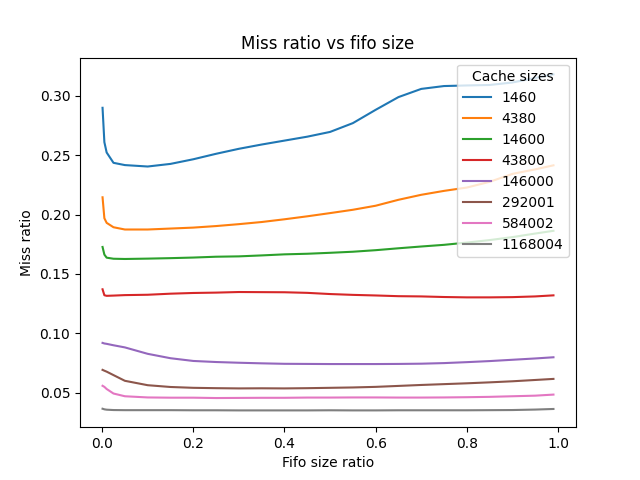 Miss ratio vs fifo size
Cache sizes
1460
4380
14600
43800
146000
292001
584002
1168004
Miss ratio
0.30
0.25
0.20
0.15
0.10
0.05
0.0 0.2 0.4 0.6 0.8 1.0
Fifo size ratio